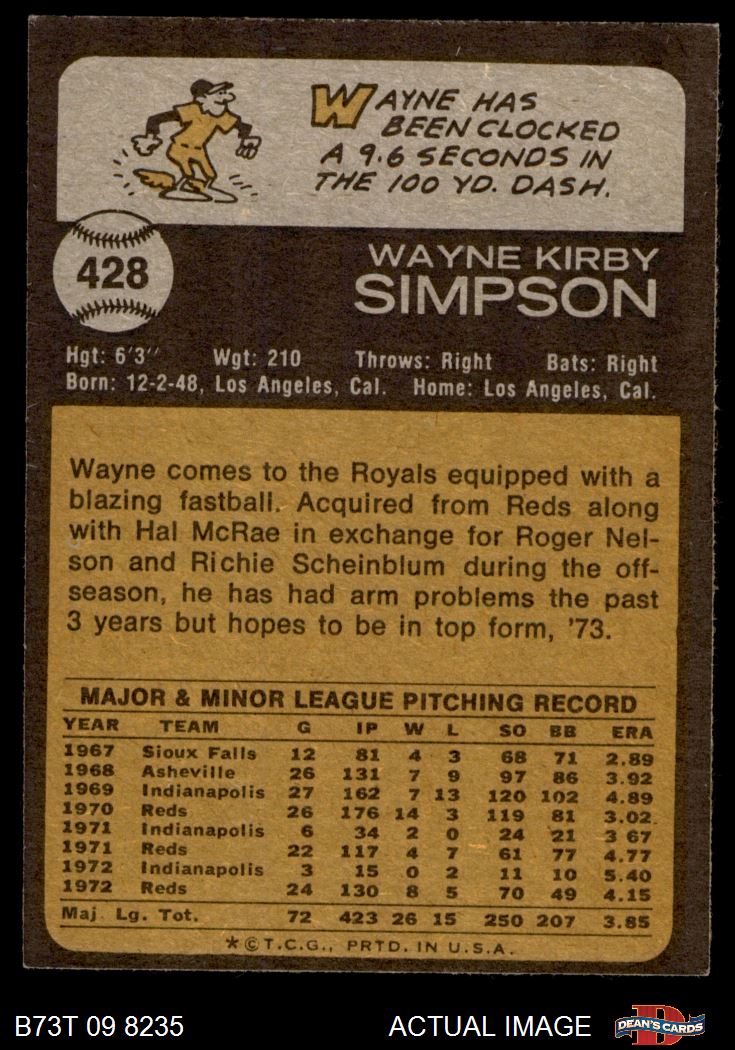 WAYNE HAS
BEEN CLOCKED
A 9.6 SECONDS IN
THE 100 YD. DASH.
428
WAYNE KIRBY
SIMPSON
Hgt: 6'3" Wgt: 210 Throws: Right Bats: Right
Born: 12-2-48, Los Angeles, Cal. Home: Los Angeles, Cal.
Wayne comes to the Royals equipped with a
blazing fastball. Acquired from Reds along
with Hal McRae in exchange for Roger Nel-
son and Richie Scheinblum during the off-
season, he has had arm problems the past
3 years but hopes to be in top form, '73.
MAJOR & MINOR LEAGUE PITCHING RECORD
YEAR TEAM G IP W L SO BB ERA
1967 Sioux Falls 12 81 4 3 68 71 2.89
1968 Asheville 26 131 7 9 97 86 3.92
1969 Indianapolis 27 162 7 13 120 102 4.89
1970 Reds 26 176 14 3 119 81 3.02
1971 Indianapolis 6 34 2 0 24 21 3 67
1971 Reds 22 117 4 7 61 77 4.77
1972 Indianapolis 3 15 0 2 11 10 5.40
1972 Reds 24 130 8 5 70 49 4.15
Maj. Lg. Tot. 72 423 26 15 250 207 3.85
*©T.C.G., PRTD. IN U.S.A.
B73T 09 8235 ACTUAL IMAGE D DEAN'S CARDS